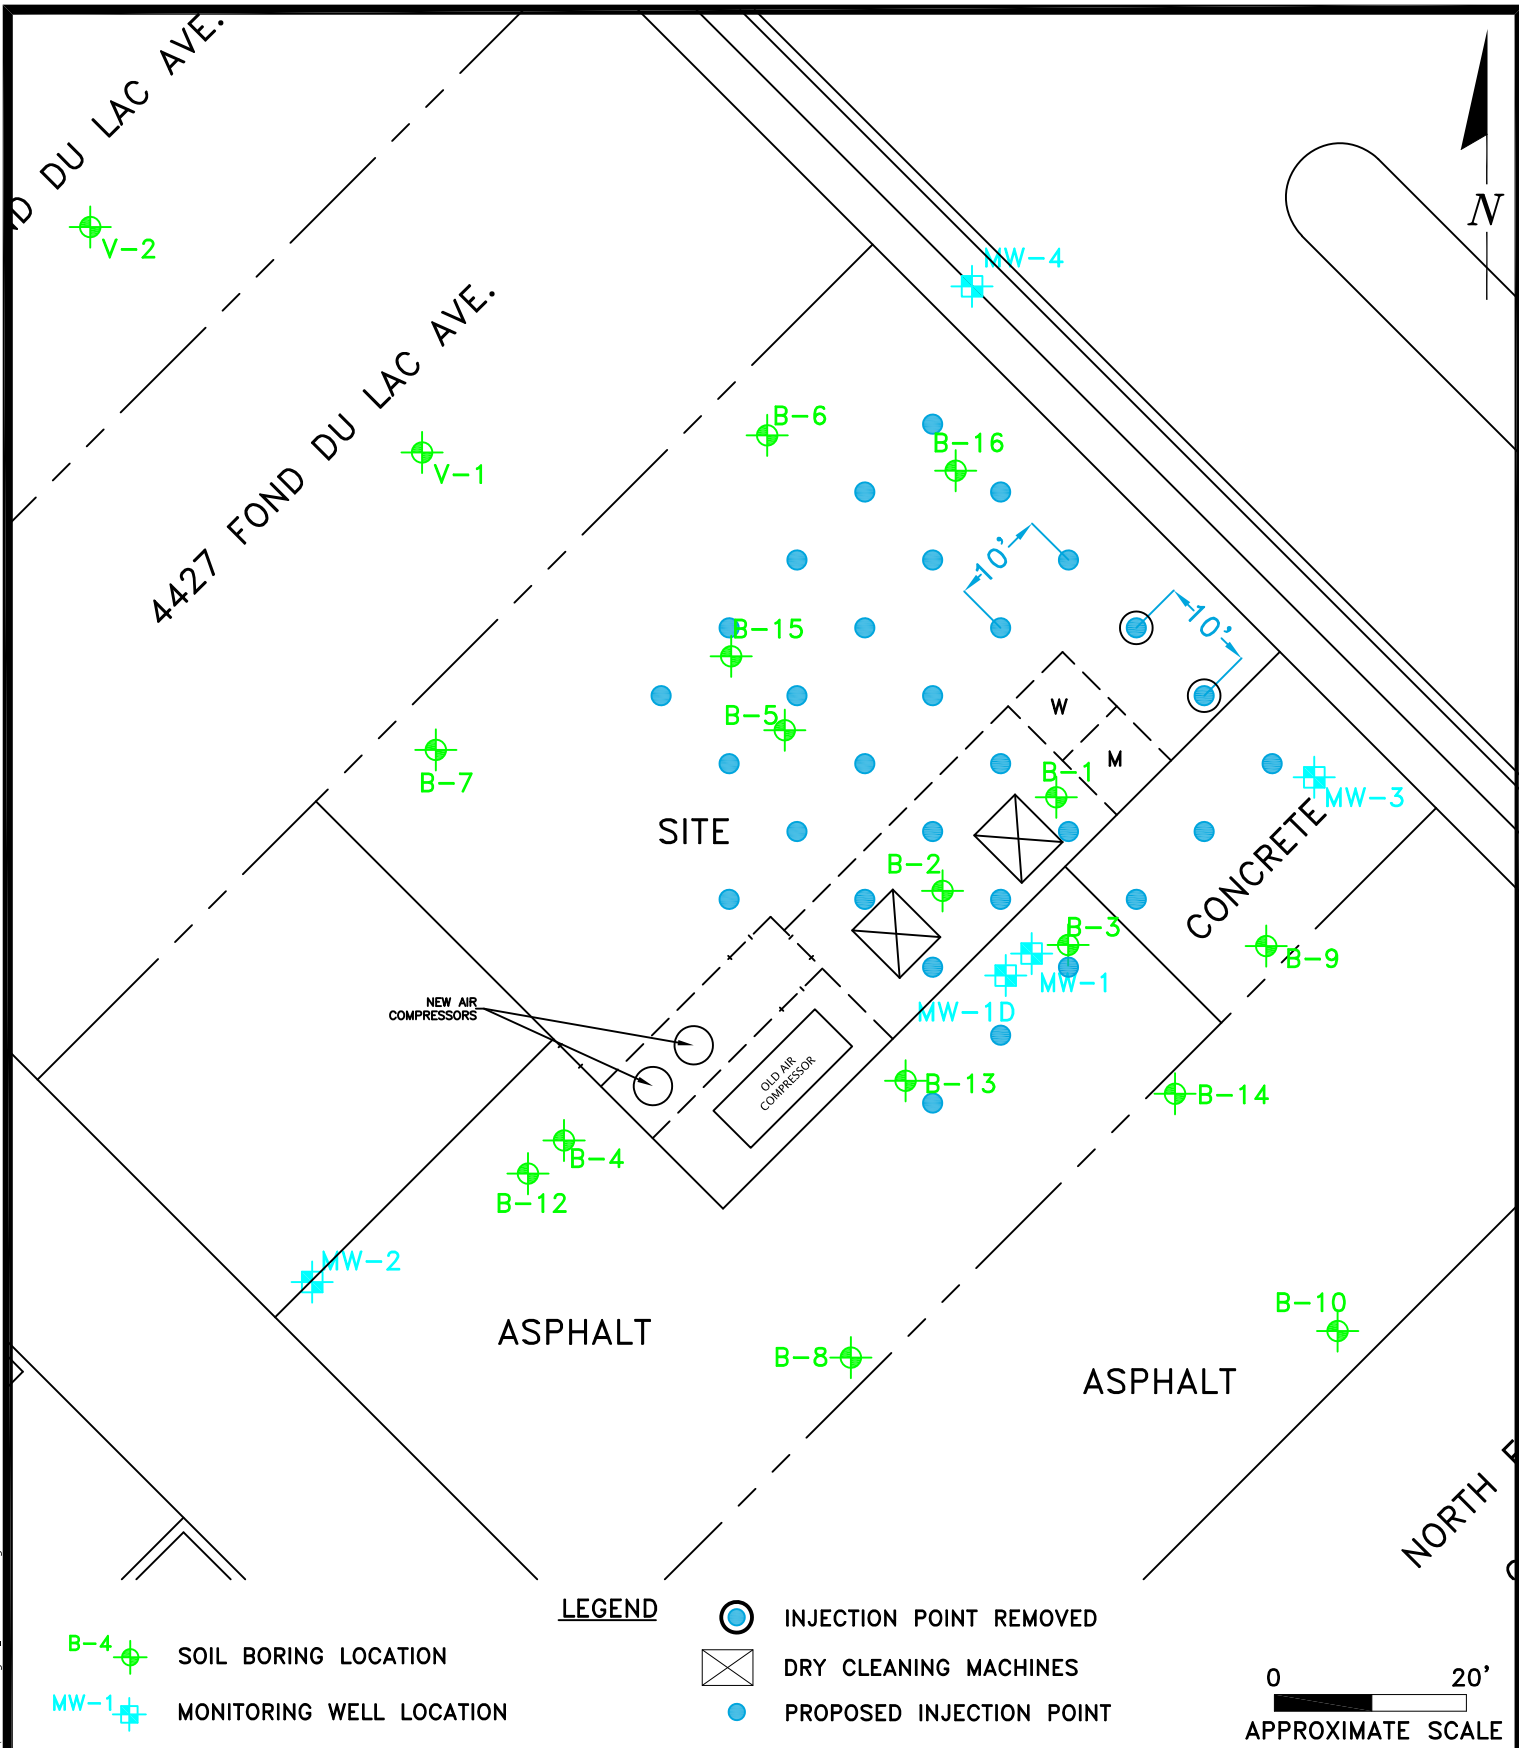 DU LAC AVE.
V-2
N
MW-4
4427 FOND DU LAC AVE.
B-6
B-16
V-1
10'
10'
B-15
B-5
W
M
B-7
B-1
MW-3
SITE
B-2
CONCRETE
B-3
B-9
NEW AIR
COMPRESSORS
MW-1
MW-1D
OLD AIR
COMPRESSOR
B-13
B-14
B-4
B-12
MW-2
ASPHALT
B-10
B-8
ASPHALT
NORTH
LEGEND
B-4
SOIL BORING LOCATION
MW-1
MONITORING WELL LOCATION
INJECTION POINT REMOVED
DRY CLEANING MACHINES
PROPOSED INJECTION POINT
0 20'
APPROXIMATE SCALE